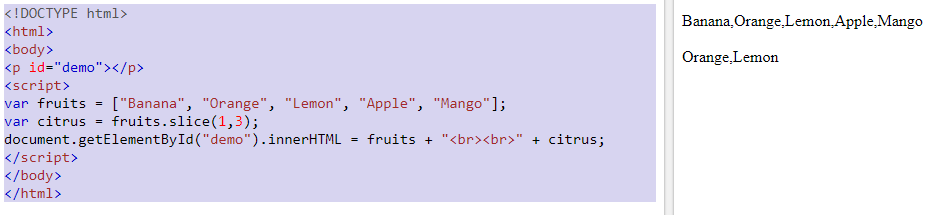 <!DOCTYPE html>
<html>
<body>
<p id="demo"></p>
<script>
var fruits = ["Banana", "Orange", "Lemon", "Apple", "Mango"];
var citrus = fruits.slice(1,3);
document.getElementById("demo").innerHTML = fruits + "<br><br>" + citrus;
</script>
</body>
</html>
Banana,Orange,Lemon,Apple,Mango
Orange,Lemon